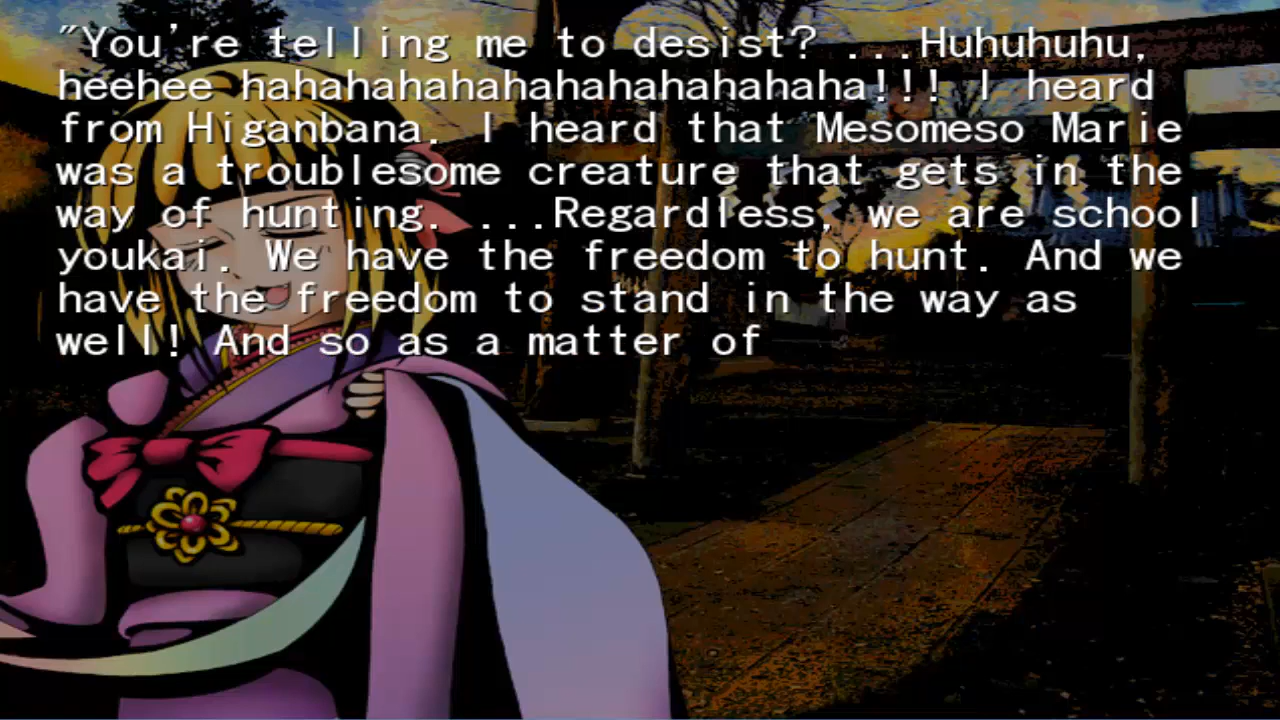 "You're telling me to desist? ...Huhuhuhu,
heehee hahahahahahahahahahahahaha!!! I heard
from Higanbana. I heard that Mesomeso Marie
was a troublesome creature that gets in the
way of hunting. ...Regardless, we are school
youkai. We have the freedom to hunt. And we
have the freedom to stand in the way as
well! And so as a matter of